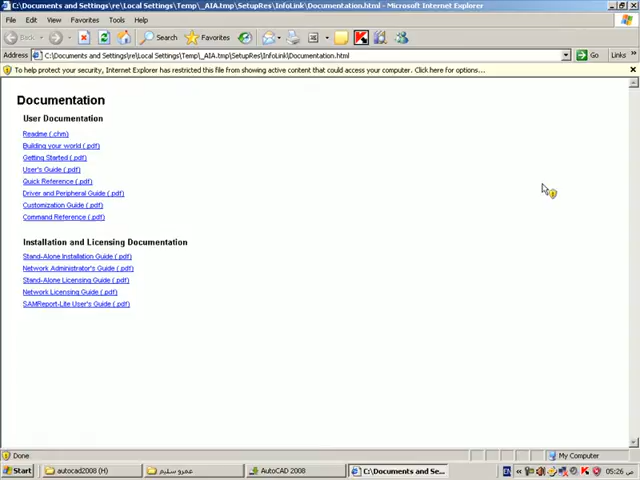 C:\Documents and Settings\re\Local Settings\Temp\_AIA.tmp\SetupRes\InfoLink\Documentation.html - Microsoft Internet Explorer
File Edit View Favorites Tools Help
Back Search Favorites
Address C:\Documents and Settings\re\Local Settings\Temp\_AIA.tmp\SetupRes\InfoLink\Documentation.html Go Links »
To help protect your security, Internet Explorer has restricted this file from showing active content that could access your computer. Click here for options...
Documentation
User Documentation
Readme (.chm)
Building your world (.pdf)
Getting Started (.pdf)
User's Guide (.pdf)
Quick Reference (.pdf)
Driver and Peripheral Guide (.pdf)
Customization Guide (.pdf)
Command Reference (.pdf)
Installation and Licensing Documentation
Stand-Alone Installation Guide (.pdf)
Network Administrator's Guide (.pdf)
Stand-Alone Licensing Guide (.pdf)
Network Licensing Guide (.pdf)
SAMReport-Lite User's Guide (.pdf)
Done My Computer
Start autocad2008 (H) عمرو سليم AutoCAD 2008 C:\Documents and Se... EN « 05:26 ص